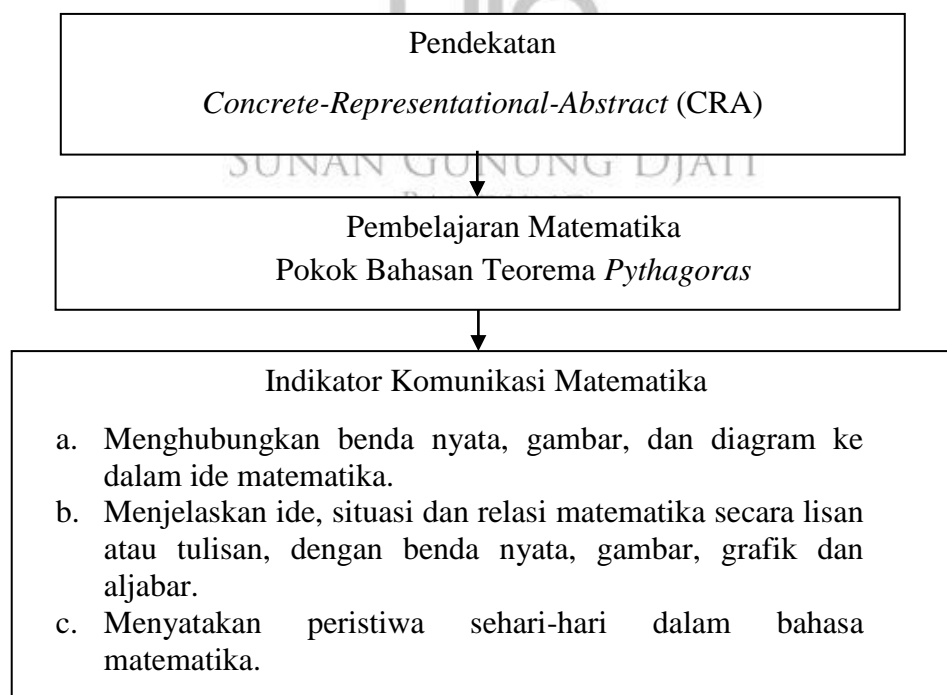 Pendekatan
Concrete-Representational-Abstract (CRA)
SUNAN GUNUNG DJATI
Pembelajaran Matematika
Pokok Bahasan Teorema Pythagoras
Indikator Komunikasi Matematika
a. Menghubungkan benda nyata, gambar, dan diagram ke
dalam ide matematika.
b. Menjelaskan ide, situasi dan relasi matematika secara lisan
atau tulisan, dengan benda nyata, gambar, grafik dan
aljabar.
c. Menyatakan peristiwa sehari-hari dalam bahasa
matematika.